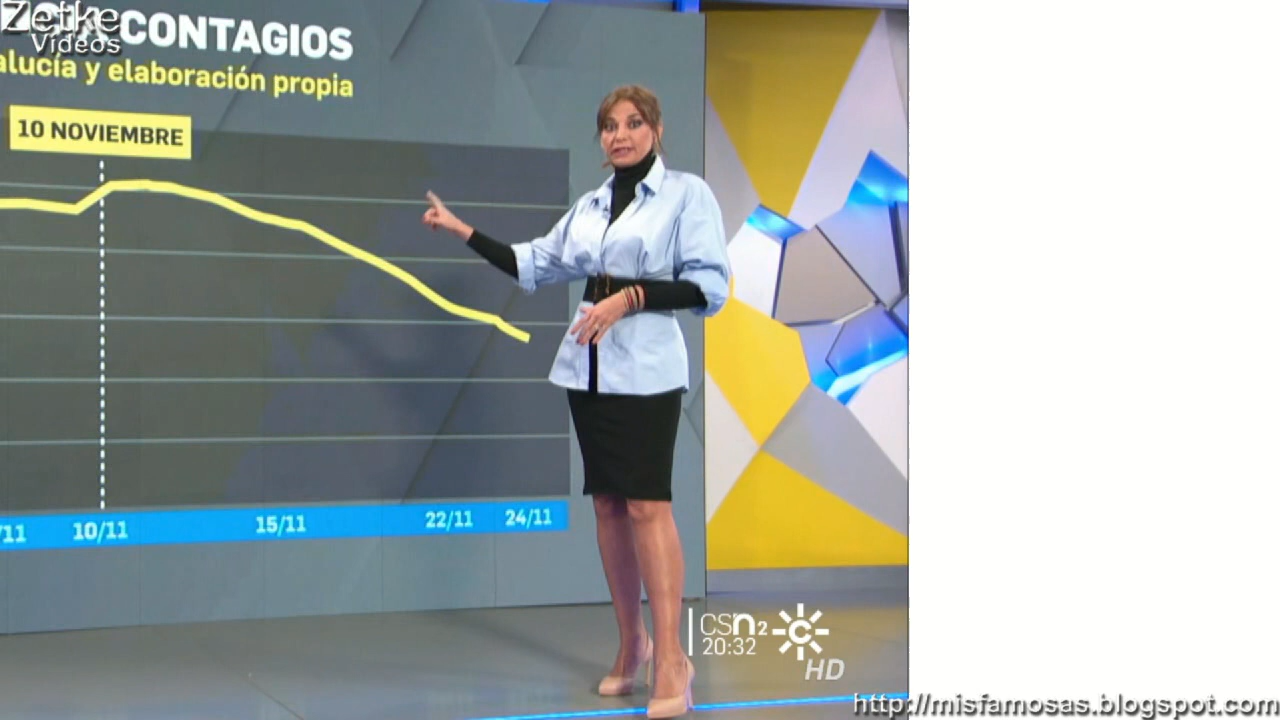 Zetke
Vídeos
CONTAGIOS
alucía y elaboración propia
10 NOVIEMBRE
/11
10/11
15/11
22/11
24/11
CSn2
20:32
C
HD
http://misfamosas.blogspot.com